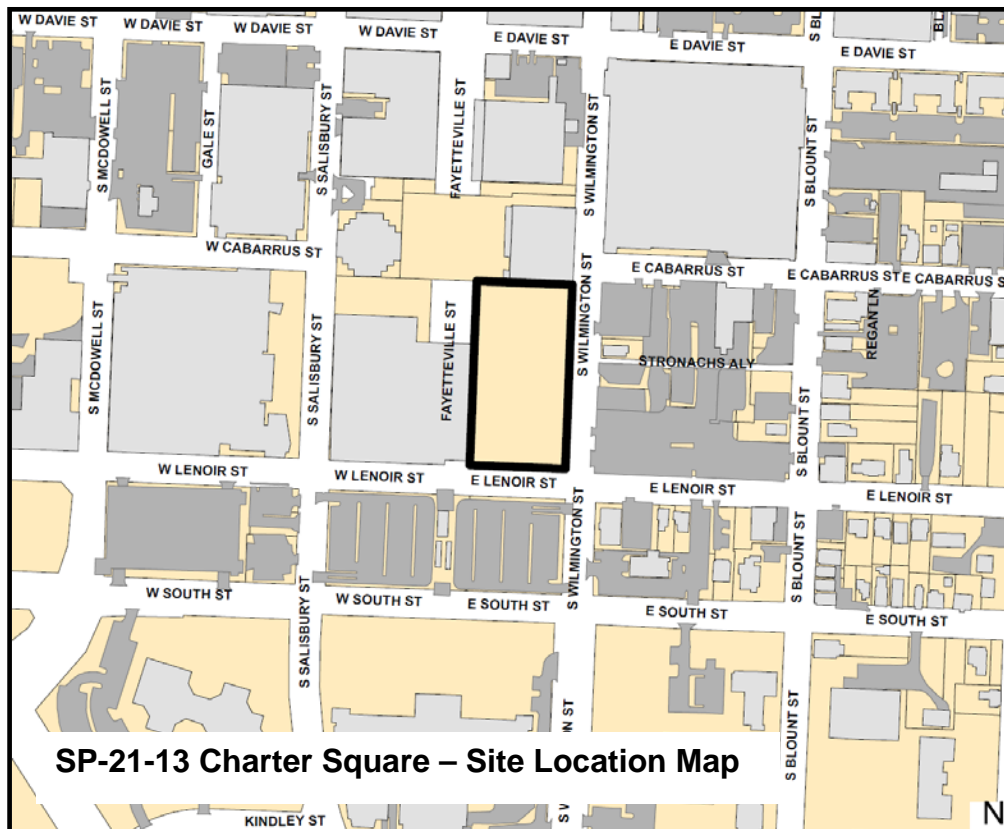 W DAVIE ST
W DAVIE ST
W DAVIE ST
W DAVIE ST
E DAVIE ST
E DAVIE ST
E DAVIE ST
S MCDOWELL ST
GALE ST
S SALISBURY ST
FAYETTEVILLE ST
S WILMINGTON ST
S BLOUNT ST
W CABARRUS ST
E CABARRUS ST
E CABARRUS ST
E CABARRUS S
S MCDOWELL ST
S SALISBURY ST
FAYETTEVILLE ST
S WILMINGTON ST
STRONACHS ALY
REGAN LN
S BLOUNT ST
W LENOIR ST
W LENOIR ST
E LENOIR ST
E LENOIR ST
E LENOIR ST
S WILMINGTON ST
S BLOUNT ST
W SOUTH ST
W SOUTH ST
E SOUTH ST
E SOUTH ST
E SOUTH ST
S SALISBURY ST
S BLOUNT ST
SP-21-13 Charter Square – Site Location Map
KINDLEY ST
N